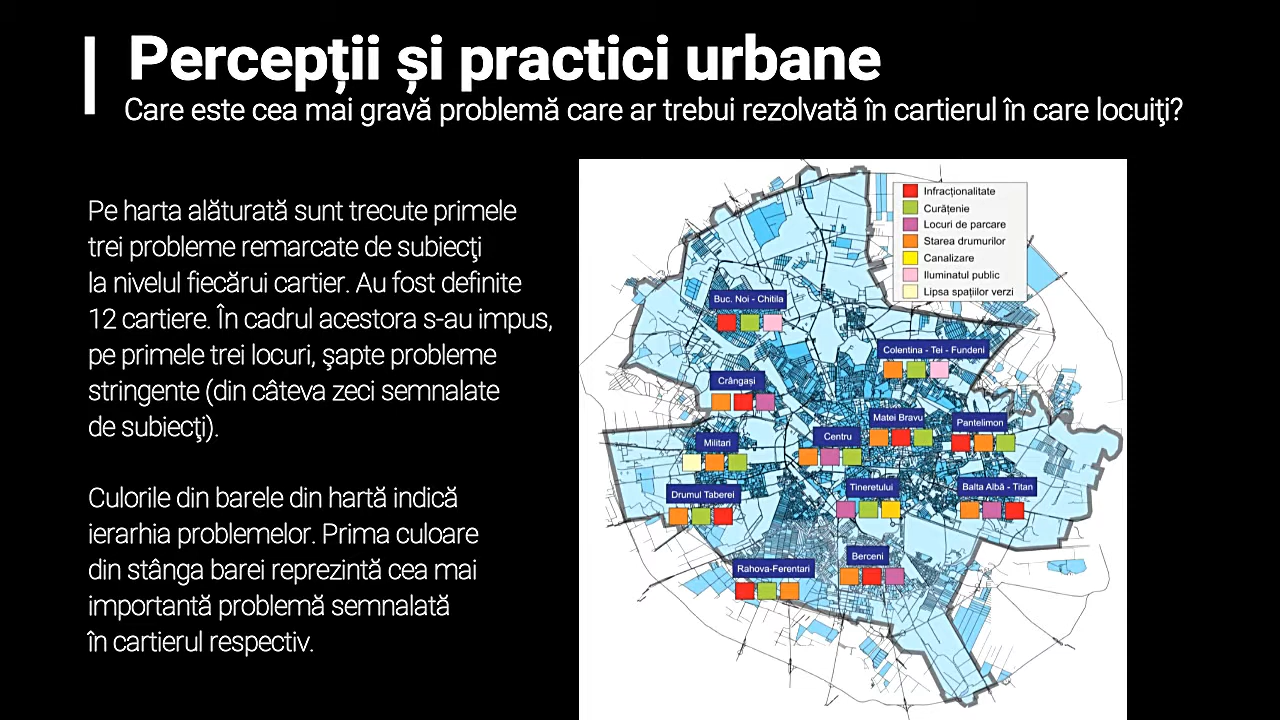 Percepții și practici urbane
Care este cea mai gravă problemă care ar trebui rezolvată în cartierul în care locuiţi?
Pe harta alăturată sunt trecute primele
trei probleme remarcate de subiecţi
la nivelul fiecărui cartier. Au fost definite
12 cartiere. În cadrul acestora s-au impus,
pe primele trei locuri, şapte probleme
stringente (din câteva zeci semnalate
de subiecţi).
Culorile din barele din hartă indică
ierarhia problemelor. Prima culoare
din stânga barei reprezintă cea mai
importantă problemă semnalată
în cartierul respectiv.
Infracționalitate
Curățenie
Locuri de parcare
Starea drumurilor
Canalizare
Iluminatul public
Lipsa spațiilor verzi
Buc. Noi - Chitila
Colentina - Tei - Fundeni
Crângași
Matei Bravu
Pantelimon
Militari
Centru
Drumul Taberei
Tineretului
Balta Albă - Titan
Rahova-Ferentari
Berceni